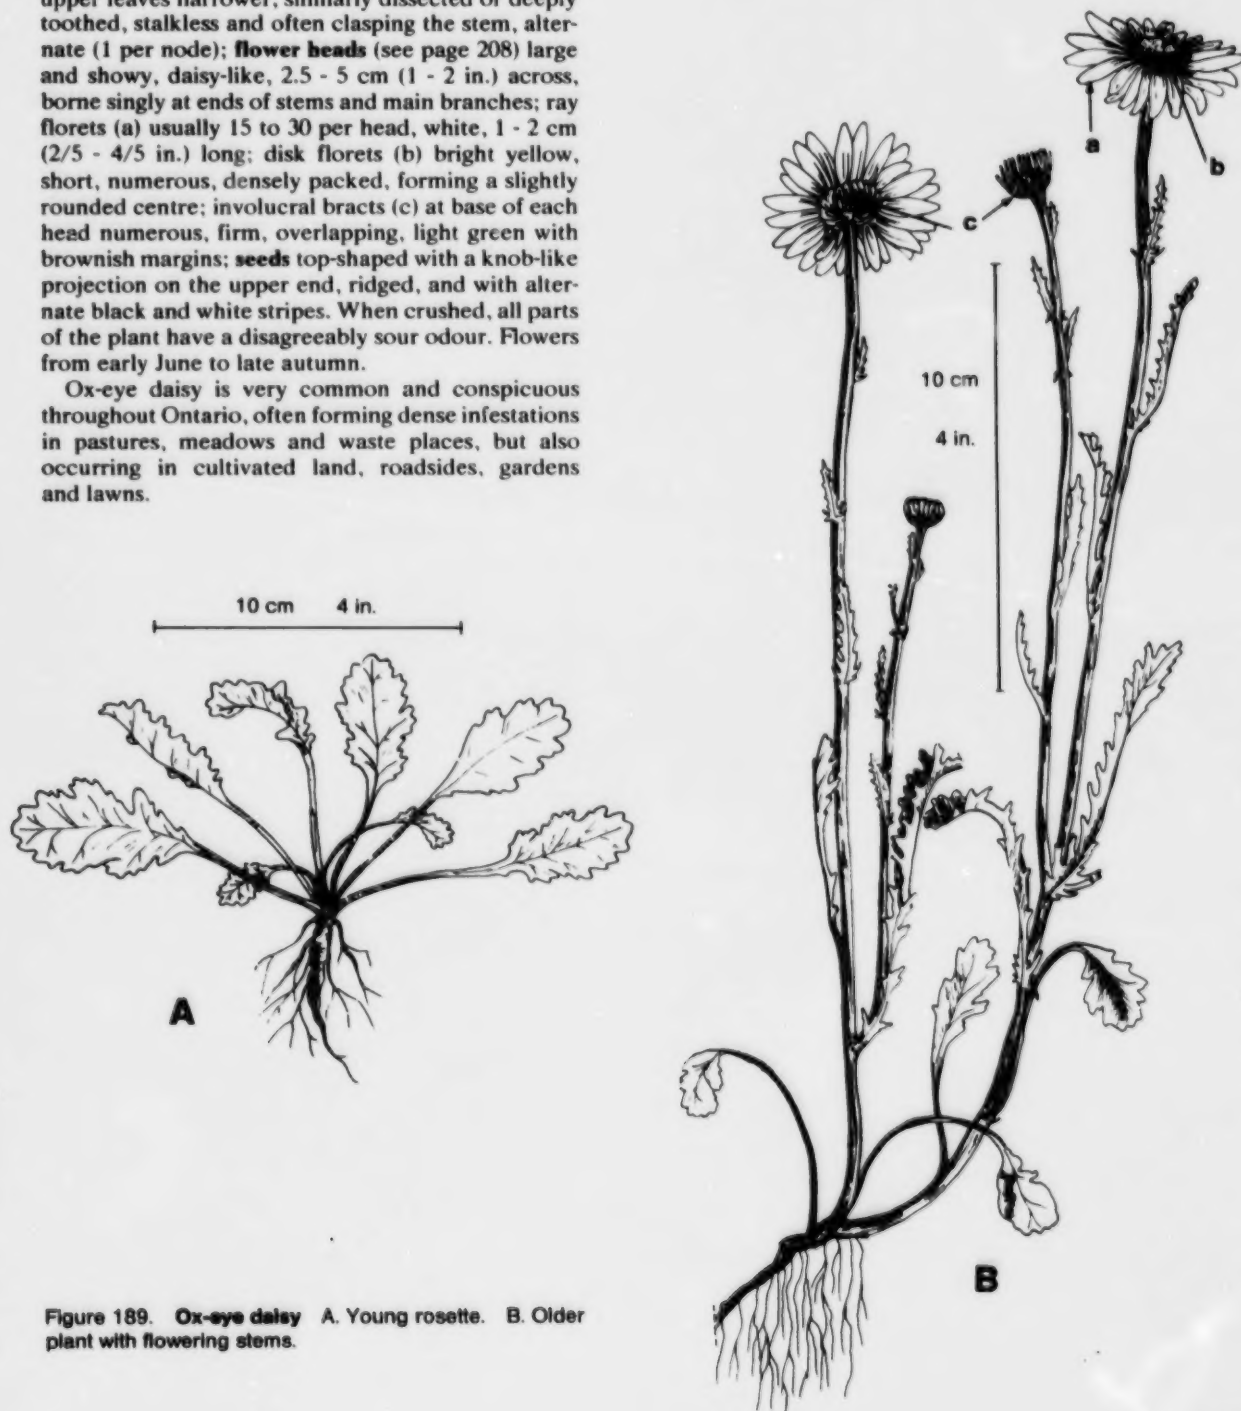 upper leaves narrower, similarly dissected or deeply
toothed, stalkless and often clasping the stem, alter-
nate (1 per node); flower heads (see page 208) large
and showy, daisy-like, 2.5 - 5 cm (1 - 2 in.) across,
borne singly at ends of stems and main branches; ray
florets (a) usually 15 to 30 per head, white, 1 - 2 cm
(2/5 - 4/5 in.) long; disk florets (b) bright yellow,
short, numerous, densely packed, forming a slightly
rounded centre; involucral bracts (c) at base of each
head numerous, firm, overlapping, light green with
brownish margins; seeds top-shaped with a knob-like
projection on the upper end, ridged, and with alter-
nate black and white stripes. When crushed, all parts
of the plant have a disagreeably sour odour. Flowers
from early June to late autumn.
Ox-eye daisy is very common and conspicuous
throughout Ontario, often forming dense infestations
in pastures, meadows and waste places, but also
occurring in cultivated land, roadsides, gardens
and lawns.
10 cm 4 in.
A
Figure 189. Ox-eye daisy A. Young rosette. B. Older
plant with flowering stems.
a
b
c
10 cm
4 in.
B